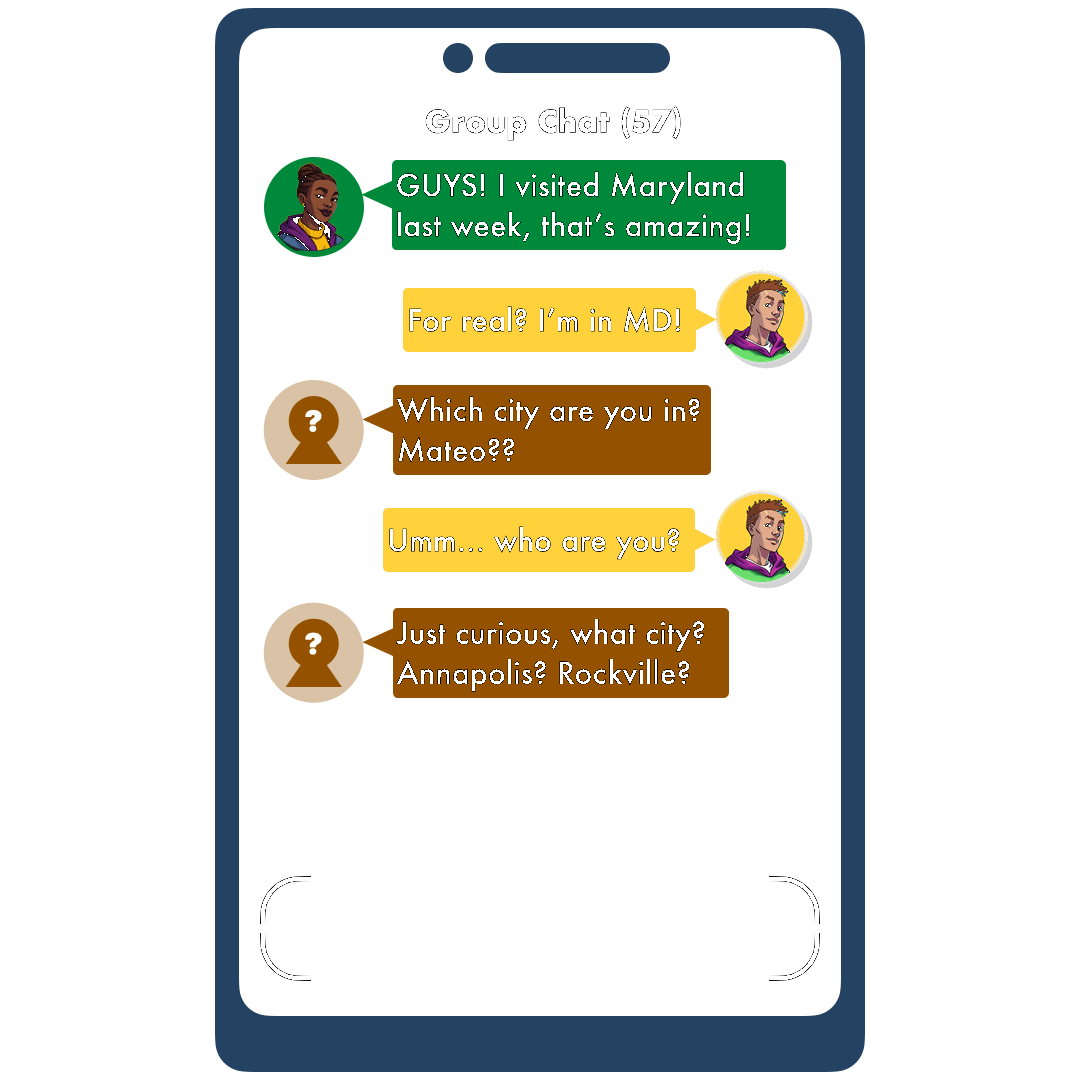 Group Chat (57)
GUYS! I visited Maryland
last week, that’s amazing!
For real? I’m in MD!
?
Which city are you in?
Mateo??
Umm... who are you?
?
Just curious, what city?
Annapolis? Rockville?